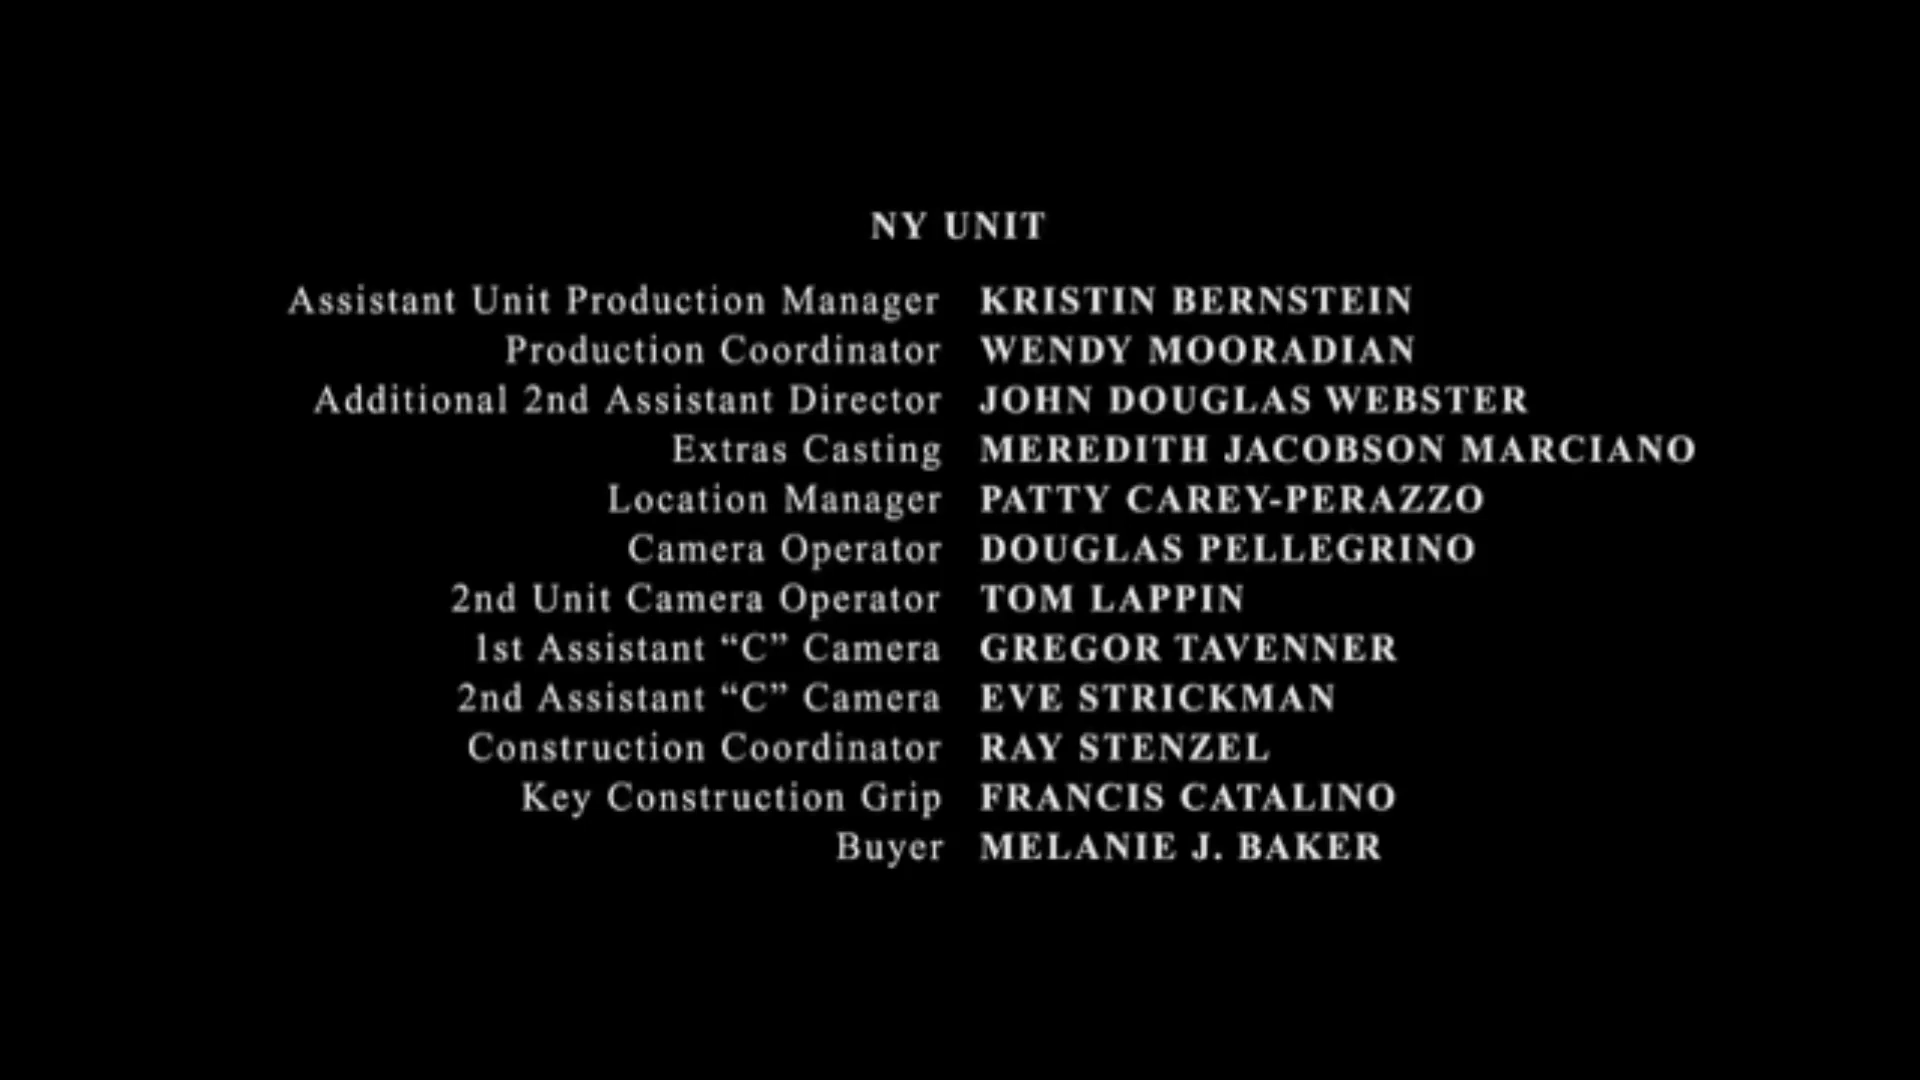 NY UNIT
Assistant Unit Production Manager KRISTIN BERNSTEIN
Production Coordinator WENDY MOORADIAN
Additional 2nd Assistant Director JOHN DOUGLAS WEBSTER
Extras Casting MEREDITH JACOBSON MARCIANO
Location Manager PATTY CAREY-PERAZZO
Camera Operator DOUGLAS PELLEGRINO
2nd Unit Camera Operator TOM LAPPIN
1st Assistant “C” Camera GREGOR TAVENNER
2nd Assistant “C” Camera EVE STRICKMAN
Construction Coordinator RAY STENZEL
Key Construction Grip FRANCIS CATALINO
Buyer MELANIE J. BAKER